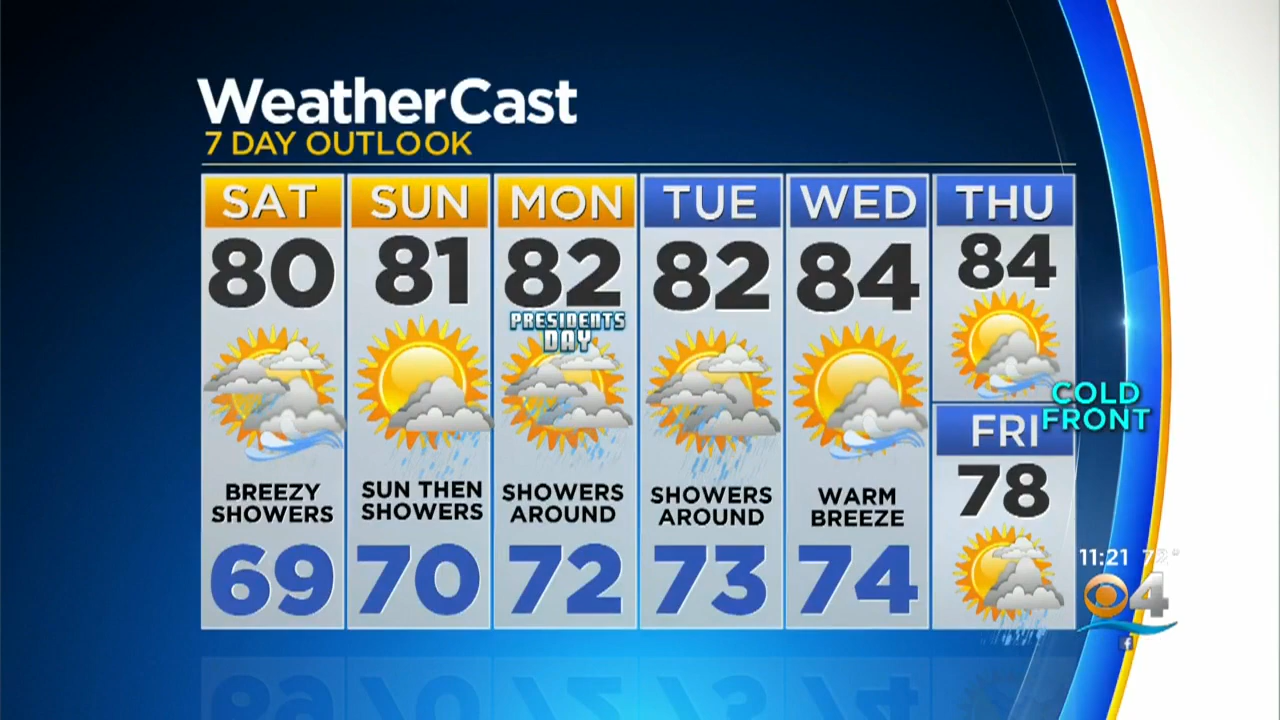 WeatherCast
7 DAY OUTLOOK
SAT
80
BREEZY
SHOWERS
69
SUN
81
SUN THEN
SHOWERS
70
MON
82
PRESIDENTS
DAY
SHOWERS
AROUND
72
TUE
82
SHOWERS
AROUND
73
WED
84
WARM
BREEZE
74
THU
84
COLD
FRONT
FRI
78
11:21 72°
4
f